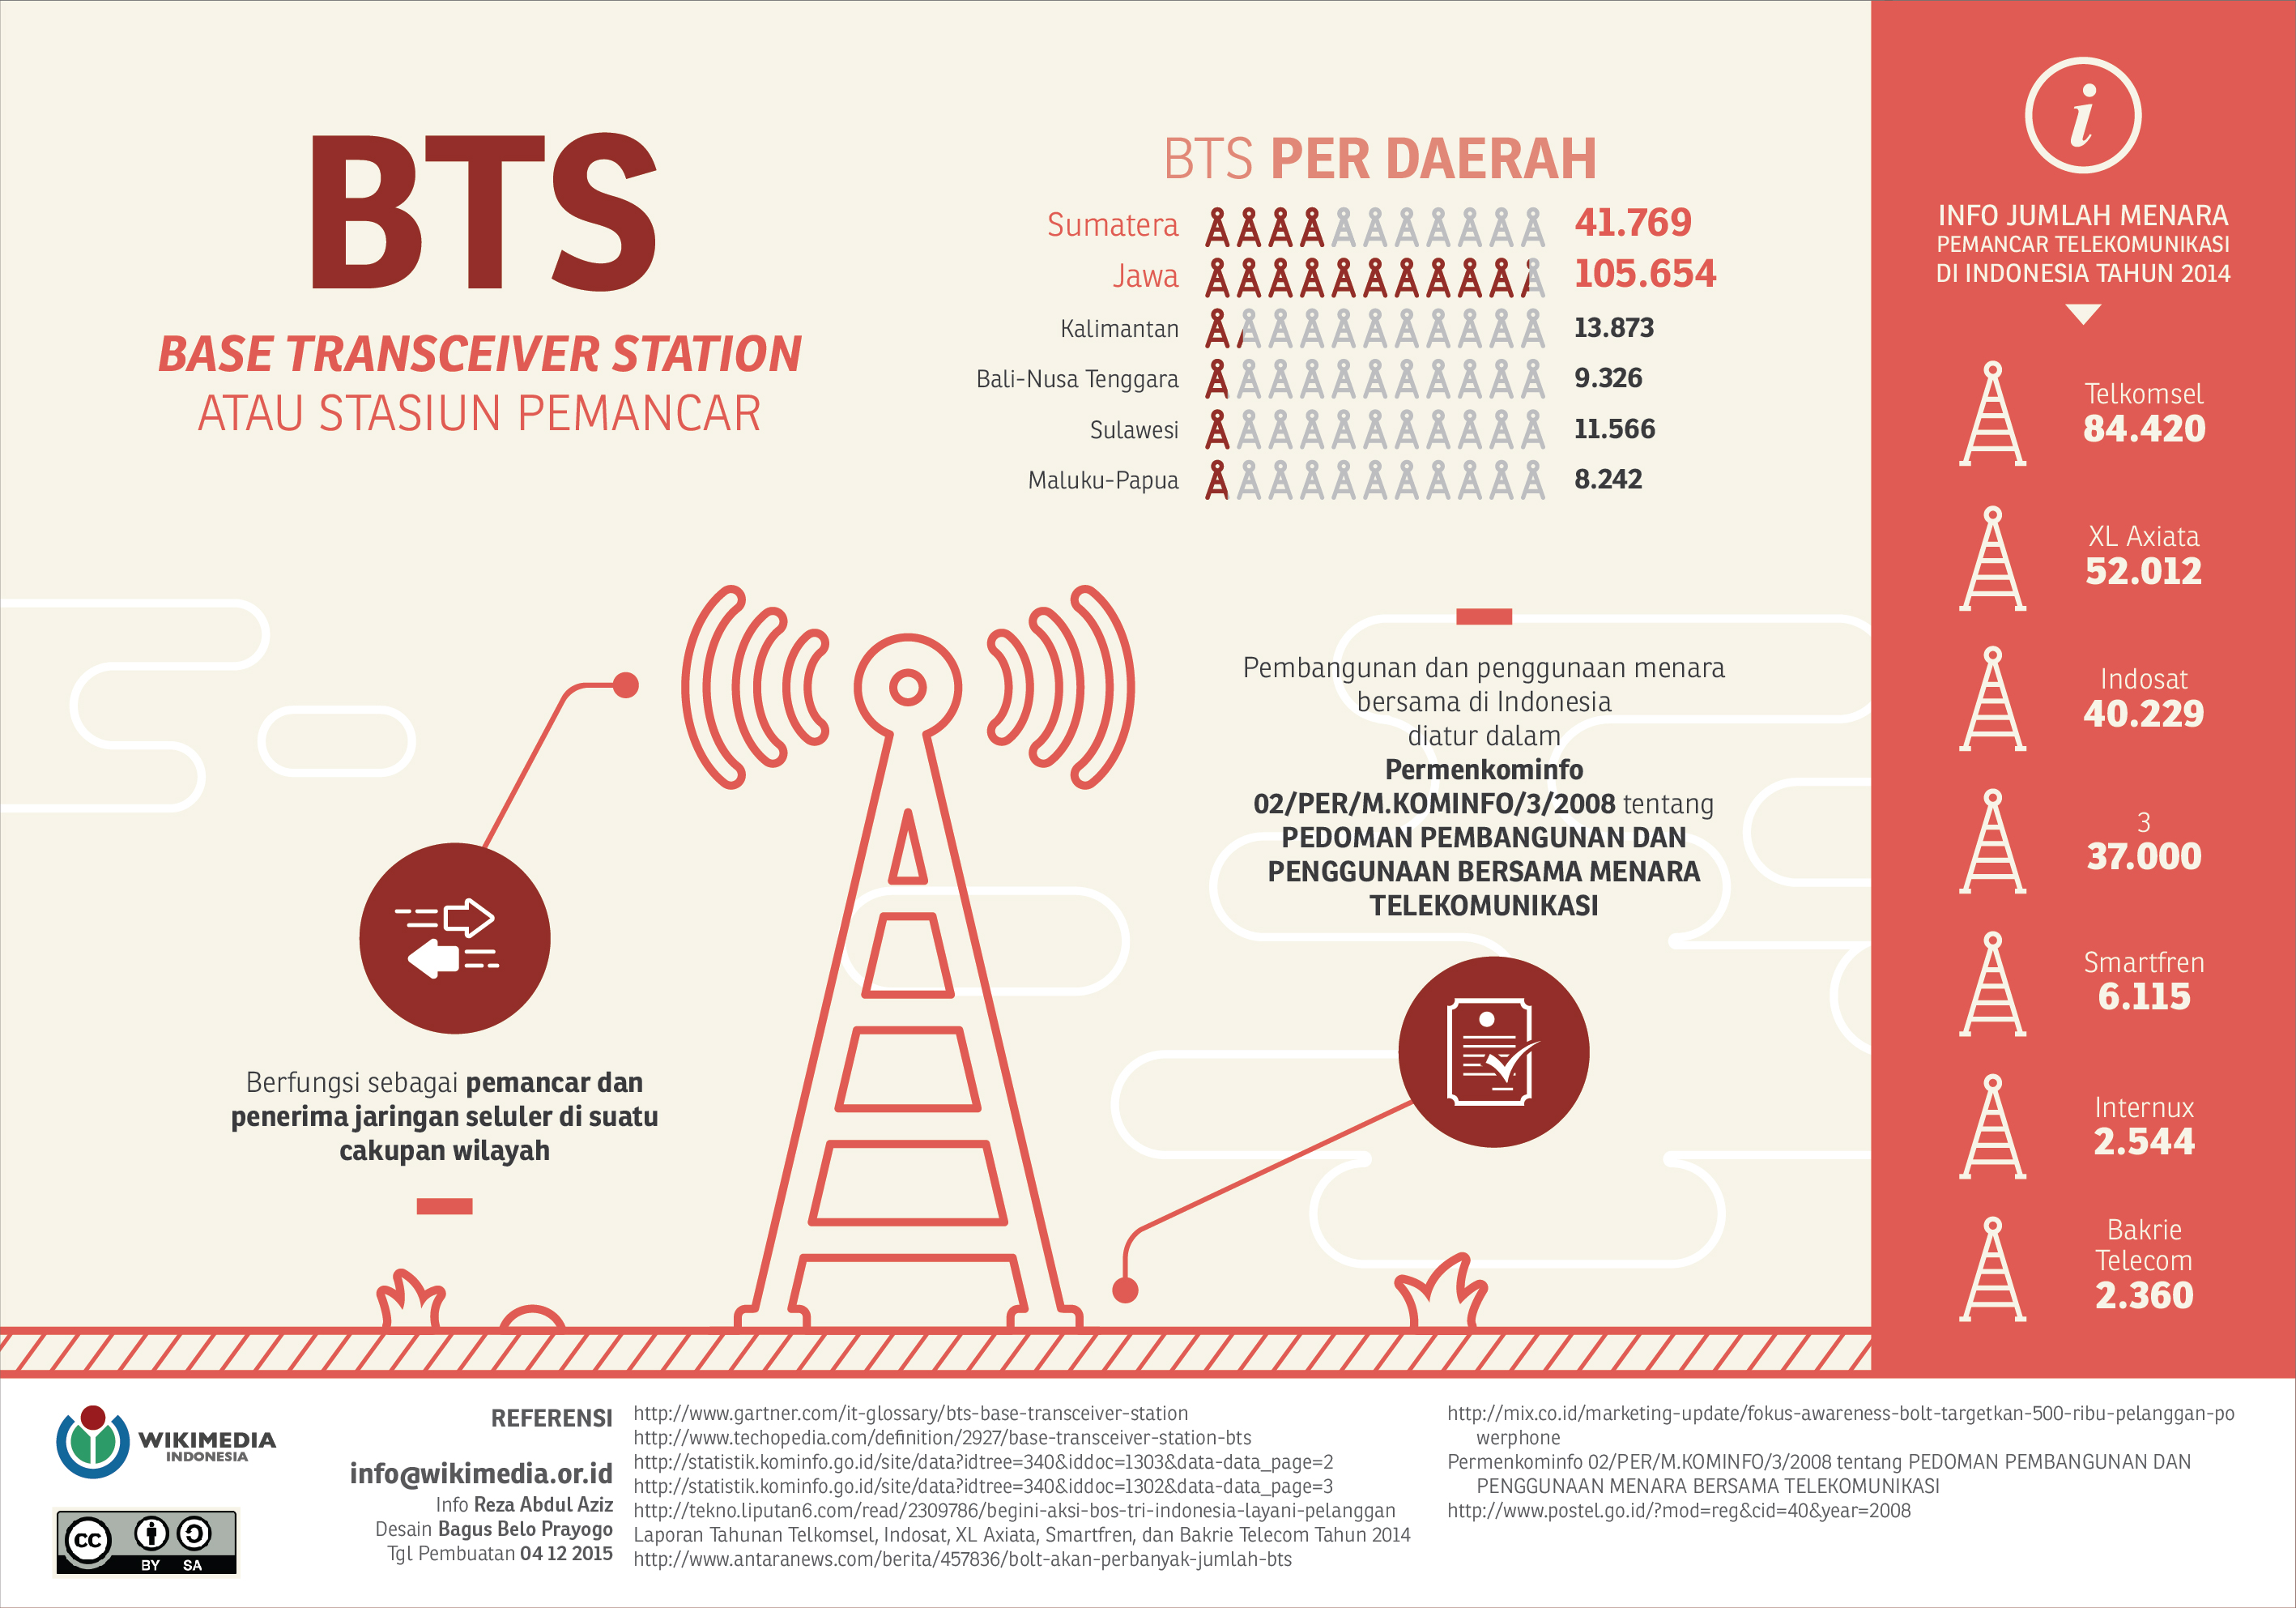 BTS
BASE TRANSCEIVER STATION
ATAU STASIUN PEMANCAR
BTS PER DAERAH
Sumatera 41.769
Jawa 105.654
Kalimantan 13.873
Bali-Nusa Tenggara 9.326
Sulawesi 11.566
Maluku-Papua 8.242
Berfungsi sebagai pemancar dan
penerima jaringan seluler di suatu
cakupan wilayah
Pembangunan dan penggunaan menara
bersama di Indonesia
diatur dalam
Permenkominfo
02/PER/M.KOMINFO/3/2008 tentang
PEDOMAN PEMBANGUNAN DAN
PENGGUNAAN BERSAMA MENARA
TELEKOMUNIKASI
i
INFO JUMLAH MENARA
PEMANCAR TELEKOMUNIKASI
DI INDONESIA TAHUN 2014
Telkomsel
84.420
XL Axiata
52.012
Indosat
40.229
3
37.000
Smartfren
6.115
Internux
2.544
Bakrie
Telecom
2.360
WIKIMEDIA
INDONESIA
cc
BY SA
REFERENSI
info@wikimedia.or.id
Info Reza Abdul Aziz
Desain Bagus Belo Prayogo
Tgl Pembuatan 04 12 2015
http://www.gartner.com/it-glossary/bts-base-transceiver-station
http://www.techopedia.com/definition/2927/base-transceiver-station-bts
http://statistik.kominfo.go.id/site/data?idtree=340&iddoc=1303&data-data_page=2
http://statistik.kominfo.go.id/site/data?idtree=340&iddoc=1302&data-data_page=3
http://tekno.liputan6.com/read/2309786/begini-aksi-bos-tri-indonesia-layani-pelanggan
Laporan Tahunan Telkomsel, Indosat, XL Axiata, Smartfren, dan Bakrie Telecom Tahun 2014
http://www.antaranews.com/berita/457836/bolt-akan-perbanyak-jumlah-bts
http://mix.co.id/marketing-update/fokus-awareness-bolt-targetkan-500-ribu-pelanggan-po
werphone
Permenkominfo 02/PER/M.KOMINFO/3/2008 tentang PEDOMAN PEMBANGUNAN DAN
PENGGUNAAN MENARA BERSAMA TELEKOMUNIKASI
http://www.postel.go.id/?mod=reg&cid=40&year=2008